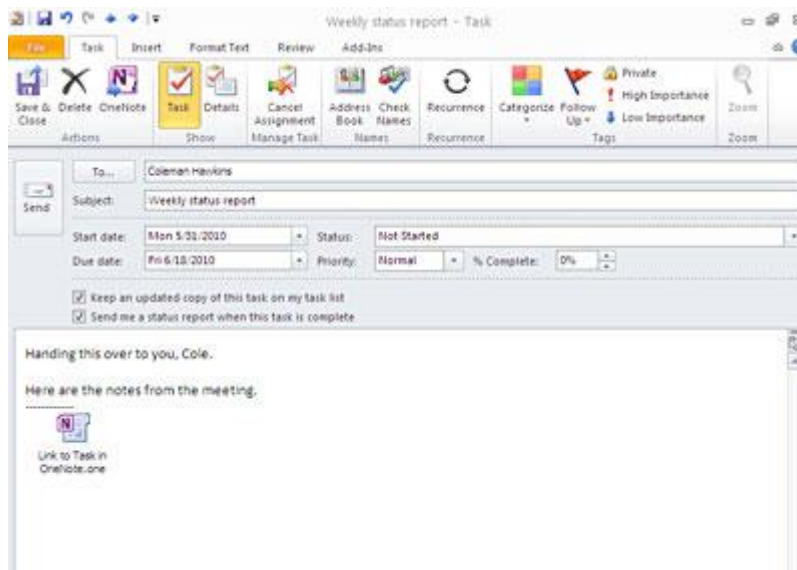 Weekly status report - Task
File Task Insert Format Text Review Add-Ins
Save & Close
Delete
OneNote
Task
Details
Cancel Assignment
Address Book
Check Names
Recurrence
Categorize
Follow Up
Private
High Importance
Low Importance
Zoom
Actions Show Manage Task Names Recurrence Tags Zoom
Send
To... Coleman Hawkins
Subject: Weekly status report
Start date: Mon 5/31/2010 Status: Not Started
Due date: Fri 6/18/2010 Priority: Normal % Complete: 0%
Keep an updated copy of this task on my task list
Send me a status report when this task is complete
Handing this over to you, Cole.
Here are the notes from the meeting.
Link to Task in
OneNote.one